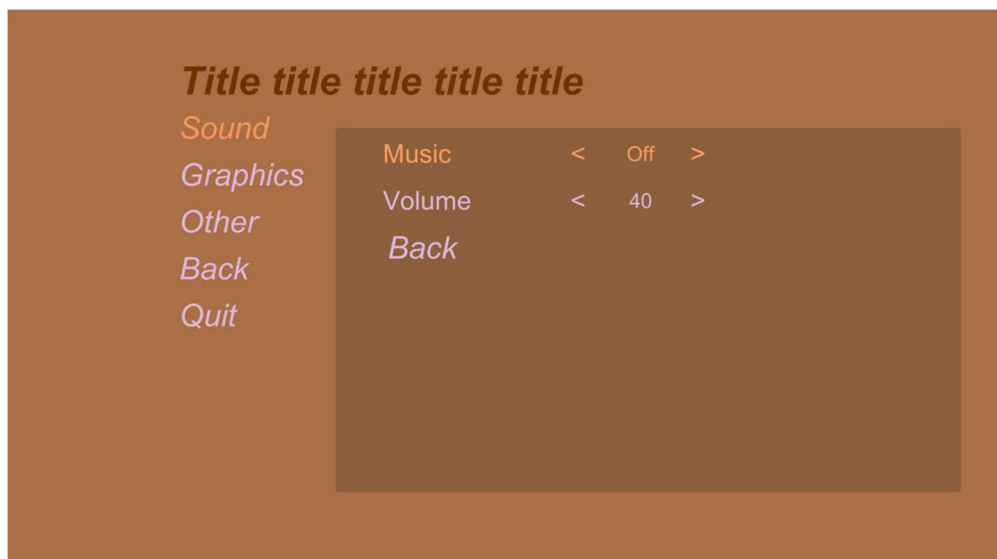 Title title title title title
Sound
Graphics
Other
Back
Quit
Music < Off >
Volume < 40 >
Back